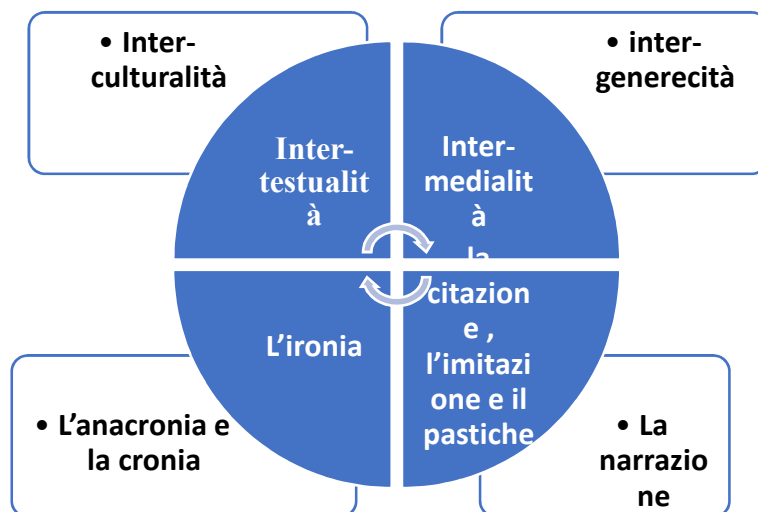 • Inter-
culturalità
• inter-
generecità
Inter-
testualit
à
Inter-
medialit
à
la
citazion
e ,
l’imitazi
one e il
pastiche
L’ironia
• L’anacronia e
la cronia
• La
narrazio
ne